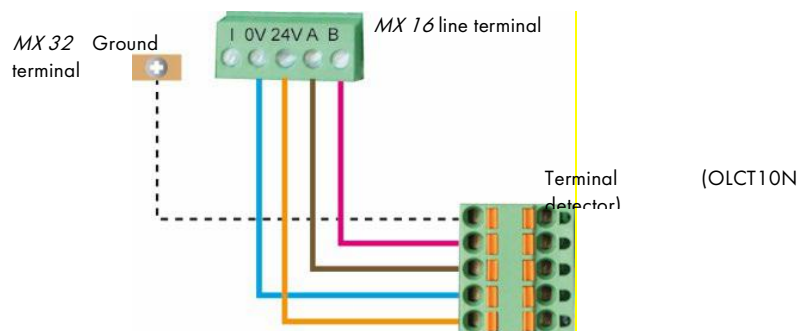 MX 32 Ground
terminal
I 0V 24V A B
MX 16 line terminal
Terminal (OLCT10N
detector)